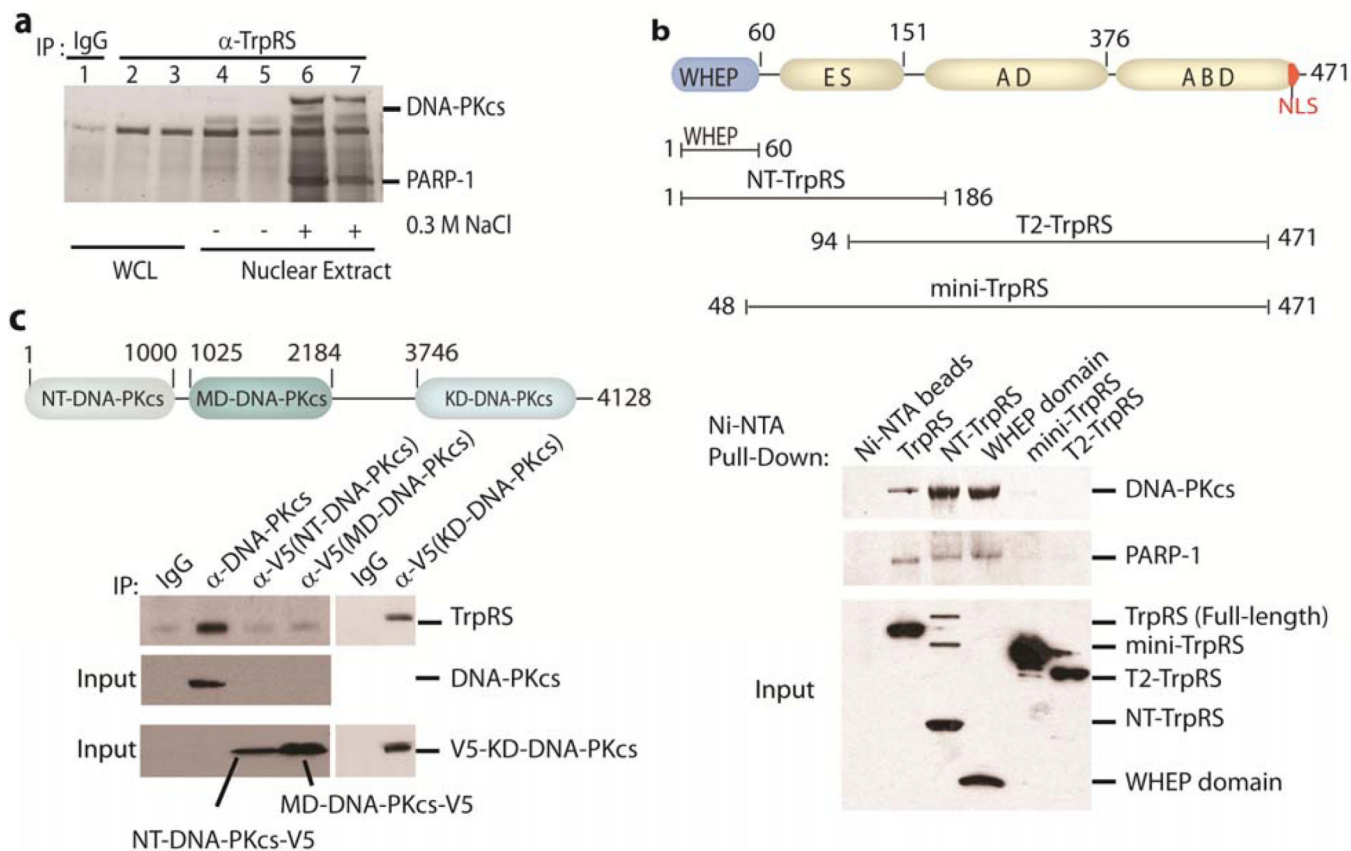 a
IP : IgG α-TrpRS
1 2 3 4 5 6 7
DNA-PKcs
PARP-1
- - + + 0.3 M NaCl
WCL Nuclear Extract
b
60 151 376
WHEP ES AD ABD 471
NLS
WHEP
1 60
NT-TrpRS
1 186
T2-TrpRS
94 471
mini-TrpRS
48 471
Ni-NTA Pull-Down:
Ni-NTA beads
TrpRS
NT-TrpRS
WHEP domain
mini-TrpRS
T2-TrpRS
DNA-PKcs
PARP-1
Input
TrpRS (Full-length)
mini-TrpRS
T2-TrpRS
NT-TrpRS
WHEP domain
c
1 1000 1025 2184 3746
NT-DNA-PKcs MD-DNA-PKcs KD-DNA-PKcs 4128
IP:
IgG
α-DNA-PKcs
α-V5(NT-DNA-PKcs)
α-V5(MD-DNA-PKcs)
IgG
α-V5(KD-DNA-PKcs)
TrpRS
Input DNA-PKcs
Input V5-KD-DNA-PKcs
MD-DNA-PKcs-V5
NT-DNA-PKcs-V5